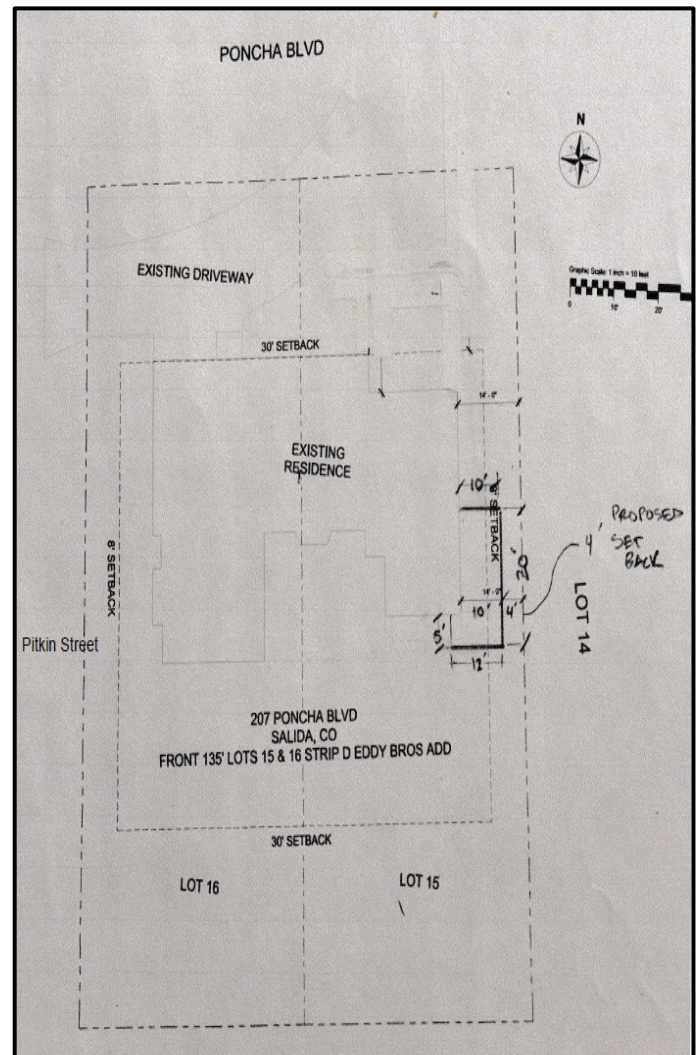 PONCHA BLVD
N
EXISTING DRIVEWAY
Graphic Scale: 1 inch = 10 feet
0 10' 20'
30' SETBACK
14'-0"
EXISTING
RESIDENCE
10'
8' SETBACK
8' SETBACK
20'
PROPOSED
4' SET
BACK
14'-0"
10' 4'
LOT 14
5'
12'
Pitkin Street
207 PONCHA BLVD
SALIDA, CO
FRONT 135' LOTS 15 & 16 STRIP D EDDY BROS ADD
30' SETBACK
LOT 16
LOT 15